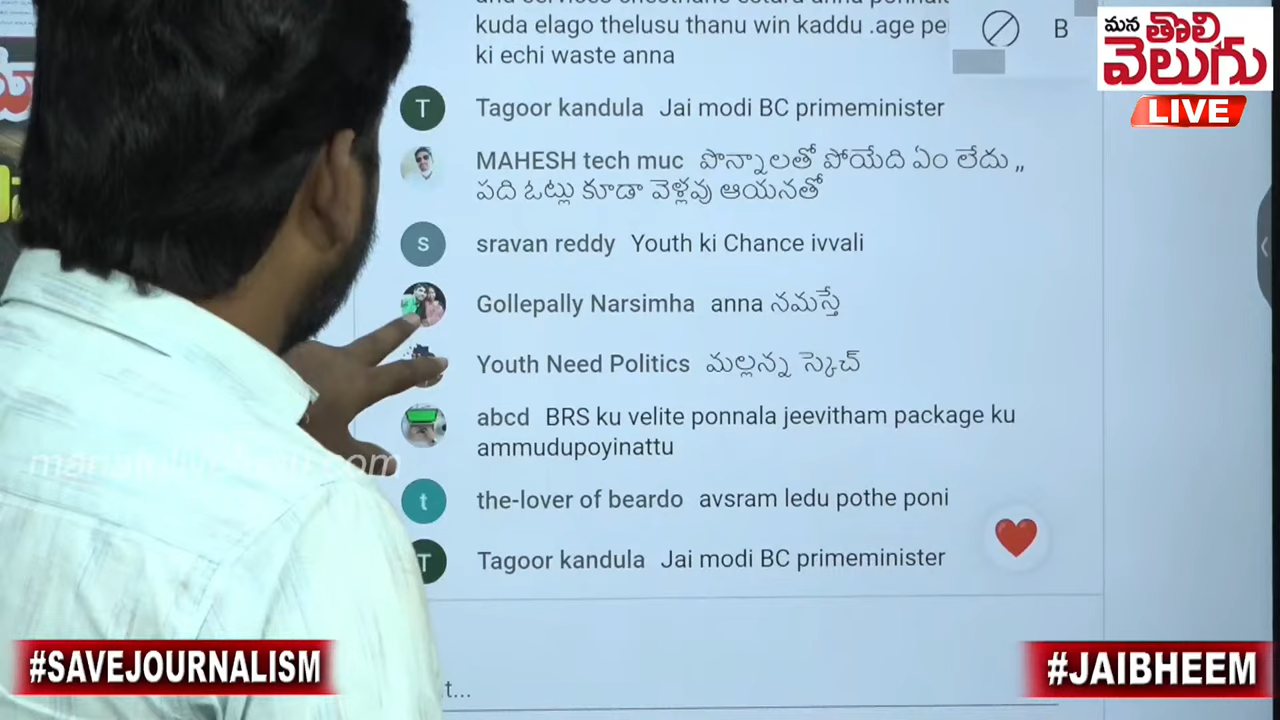 kuda elago thelusu thanu win kaddu .age pe
ki echi waste anna
B
మన
తొలి
వెలుగు
LIVE
T Tagoor kandula Jai modi BC primeminister
MAHESH tech muc పొన్నాలతో పోయేది ఏం లేదు ,,
పది ఓట్లు కూడా వెళ్లవు ఆయనతో
s sravan reddy Youth ki Chance ivvali
Gollepally Narsimha anna నమస్తే
Youth Need Politics మల్లన్న స్కెచ్
abcd BRS ku velite ponnala jeevitham package ku
ammudupoyinattu
t the-lover of beardo avsram ledu pothe poni
T Tagoor kandula Jai modi BC primeminister
#SAVEJOURNALISM
#JAIBHEEM
t...